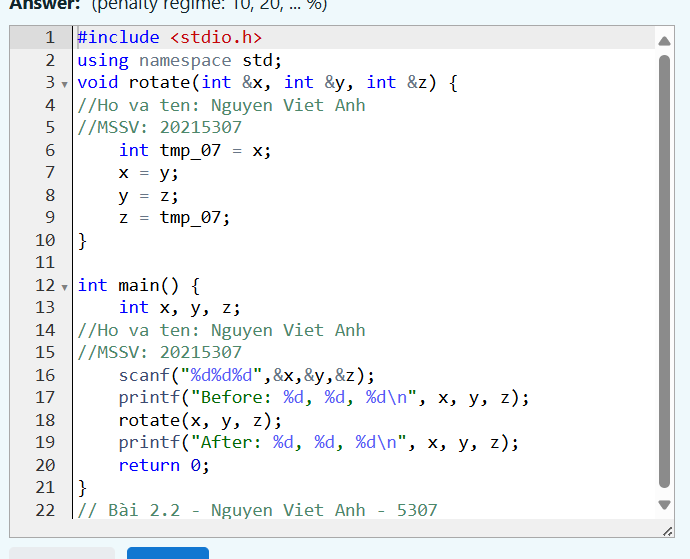 Answer: (penalty regime: 10, 20, ... %)
1 #include <stdio.h>
2 using namespace std;
3 void rotate(int &x, int &y, int &z) {
4 //Ho va ten: Nguyen Viet Anh
5 //MSSV: 20215307
6     int tmp_07 = x;
7     x = y;
8     y = z;
9     z = tmp_07;
10 }
11
12 int main() {
13     int x, y, z;
14 //Ho va ten: Nguyen Viet Anh
15 //MSSV: 20215307
16     scanf("%d%d%d",&x,&y,&z);
17     printf("Before: %d, %d, %d\n", x, y, z);
18     rotate(x, y, z);
19     printf("After: %d, %d, %d\n", x, y, z);
20     return 0;
21 }
22 // Bài 2.2 - Nguyen Viet Anh - 5307